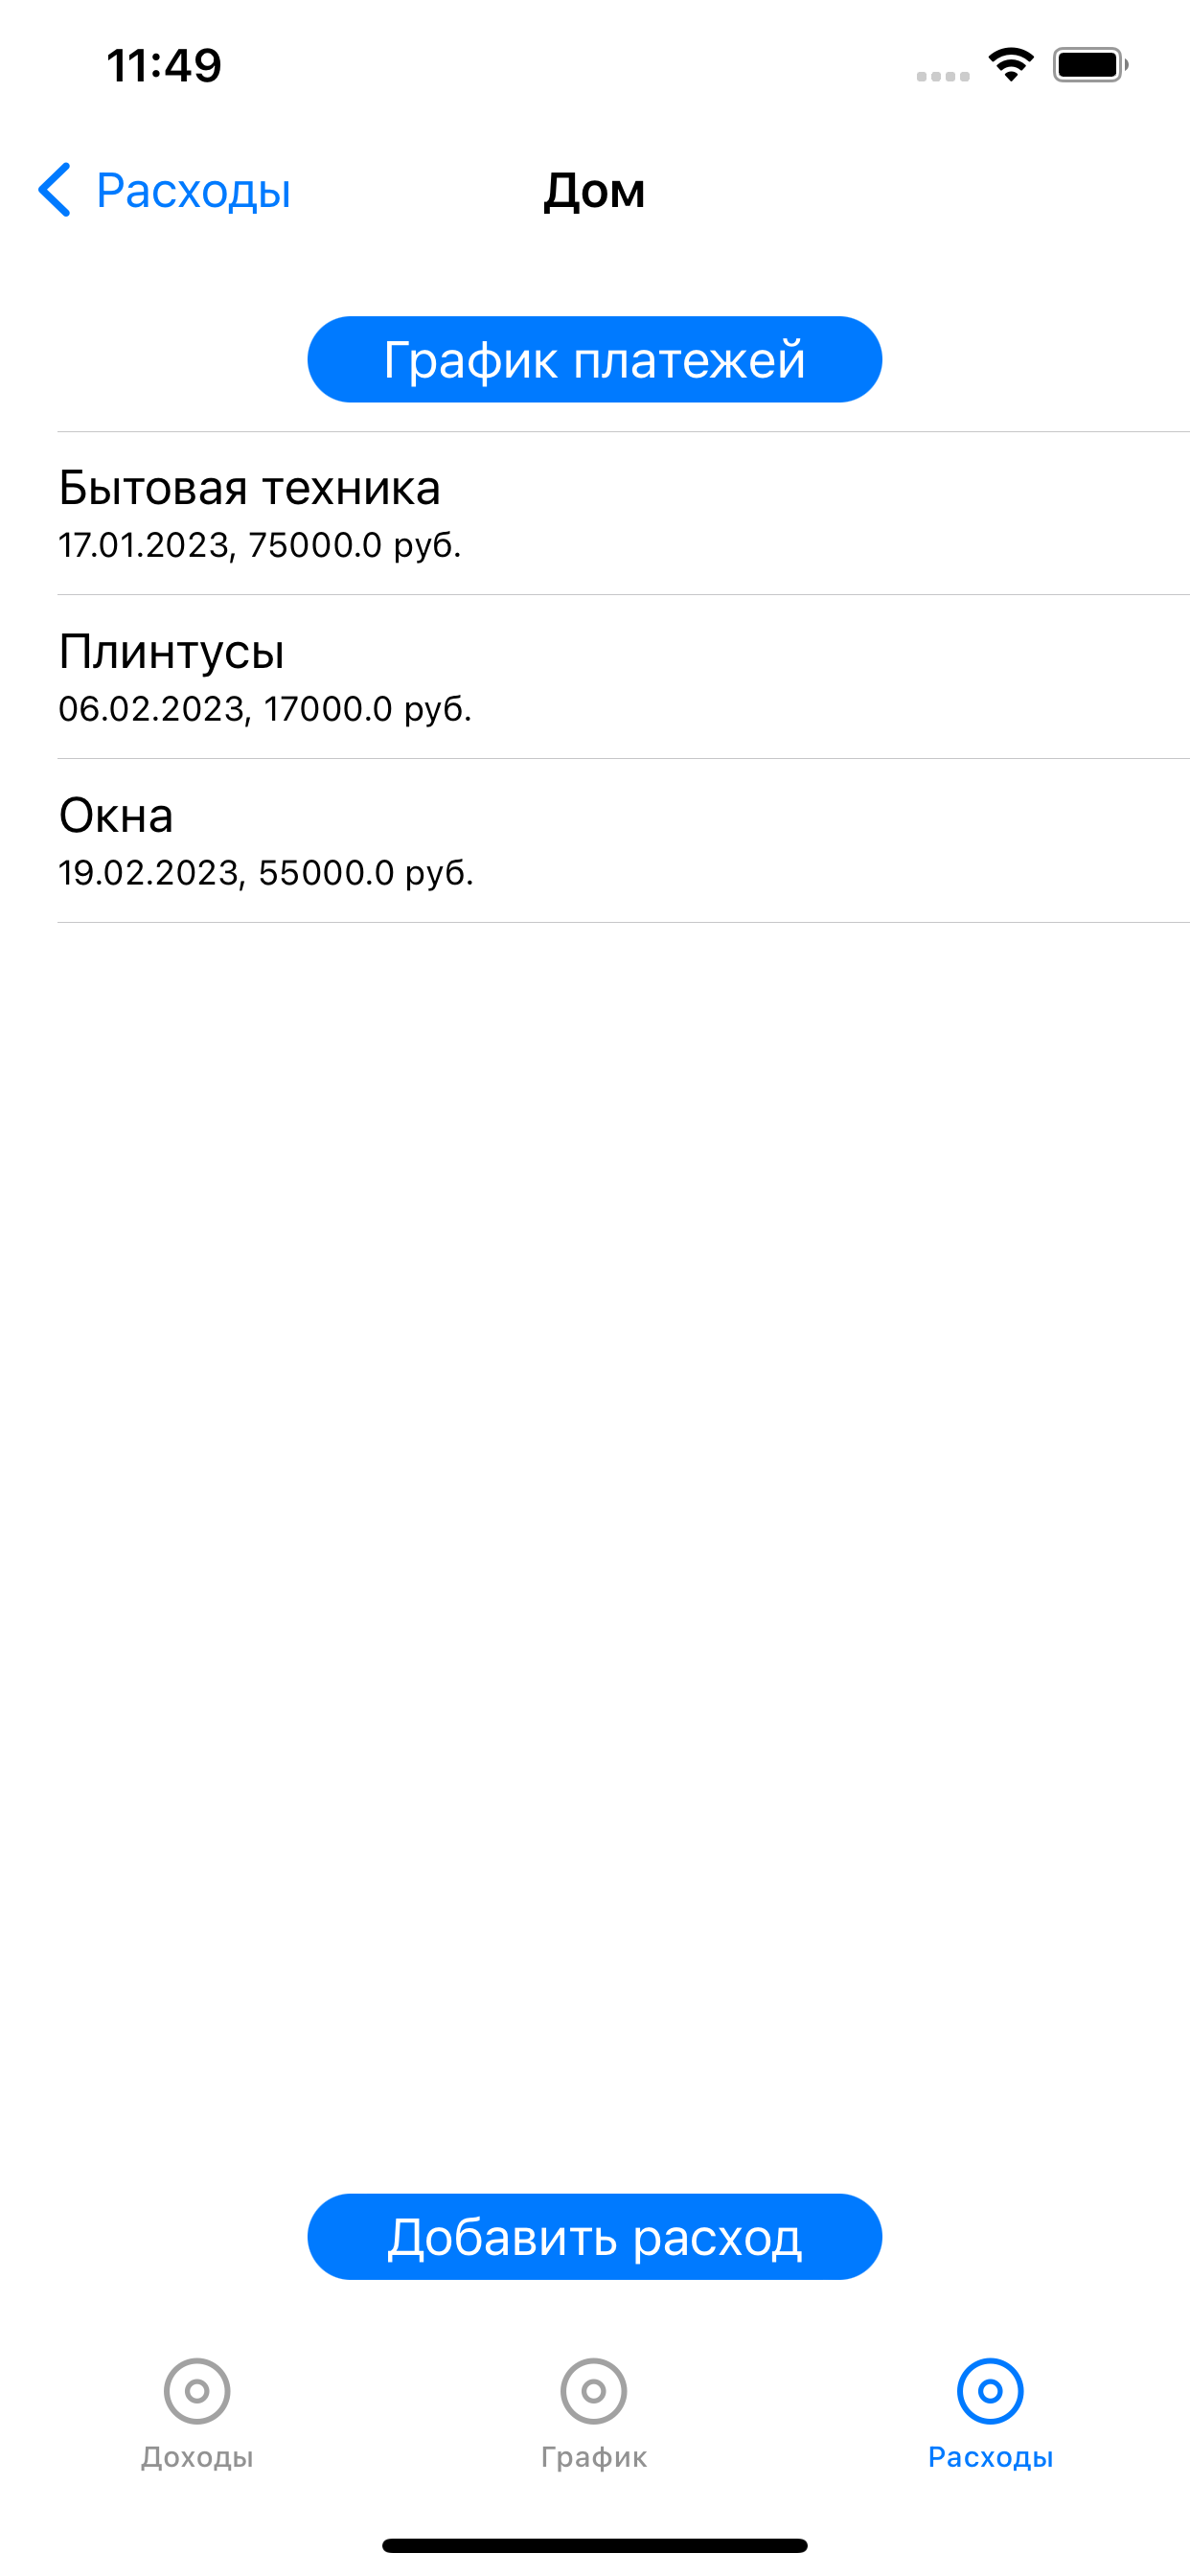 11:49
Расходы
Дом
График платежей
Бытовая техника
17.01.2023, 75000.0 руб.
Плинтусы
06.02.2023, 17000.0 руб.
Окна
19.02.2023, 55000.0 руб.
Добавить расход
Доходы
График
Расходы